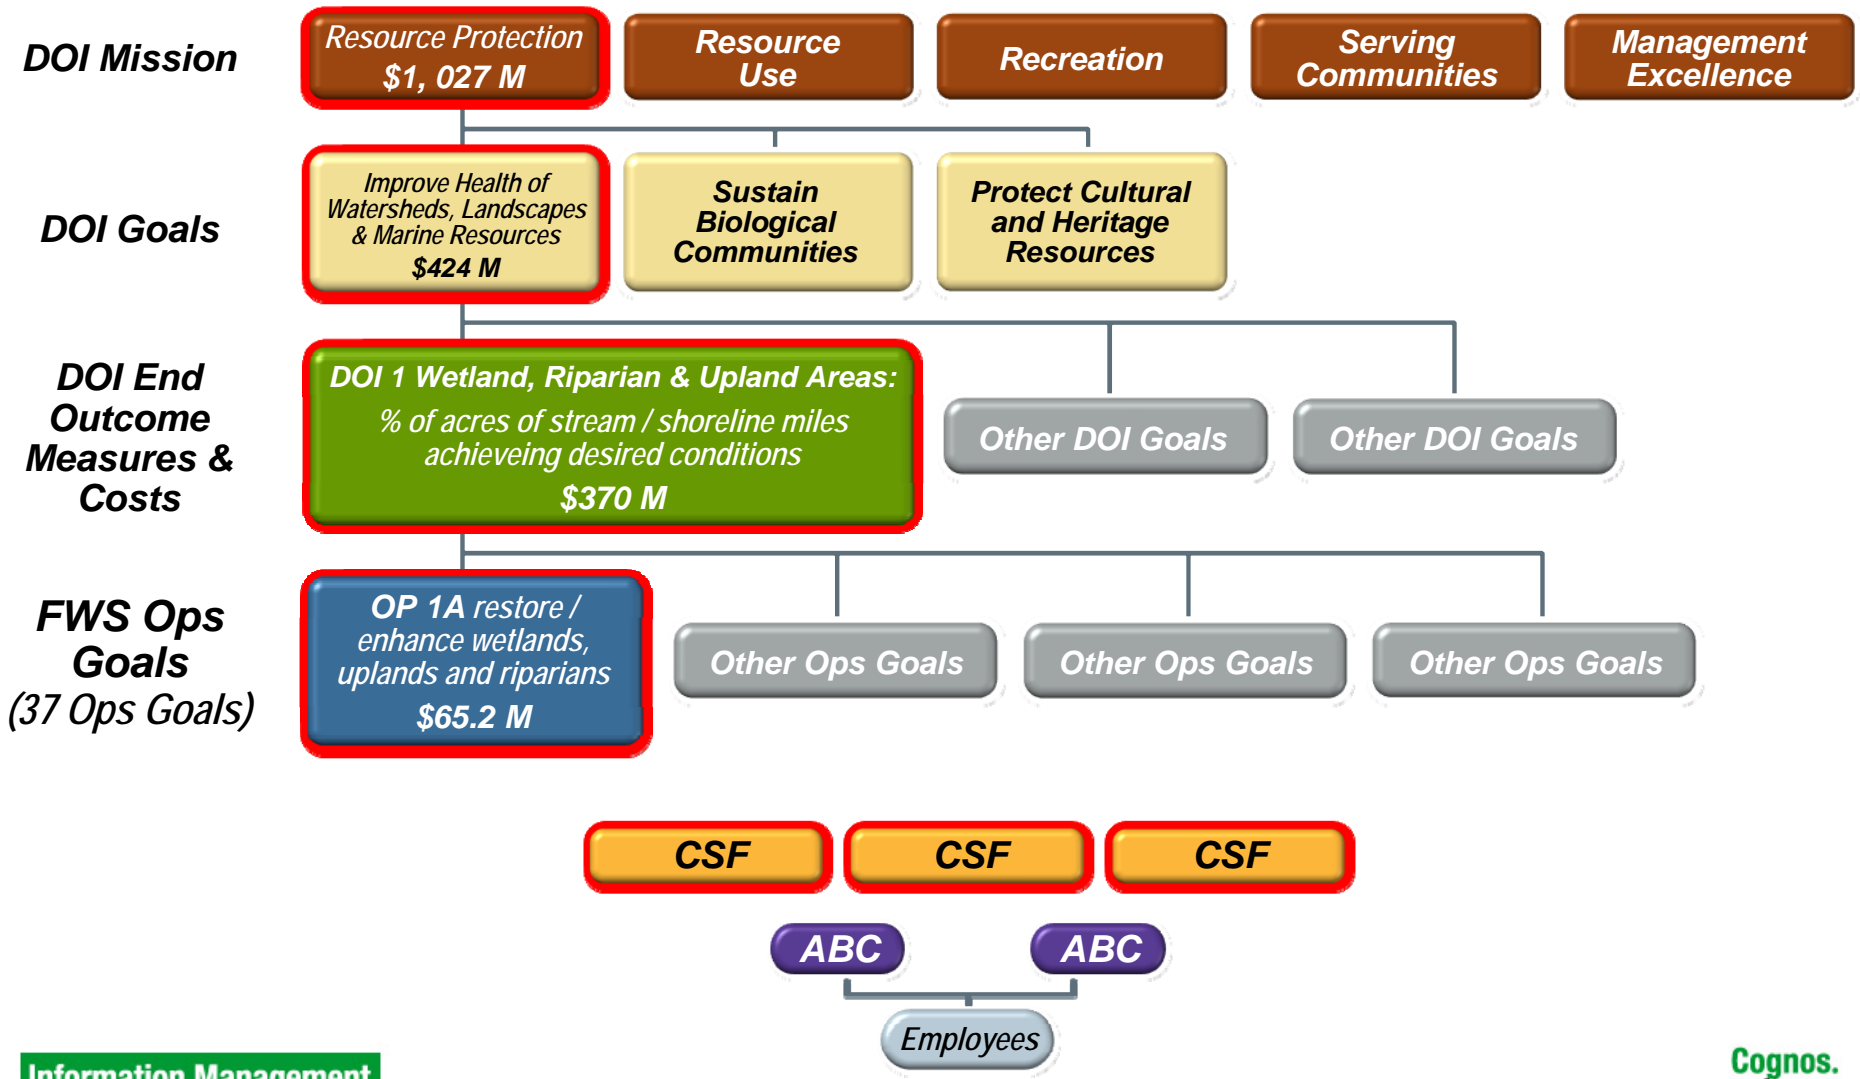 DOI Mission
Resource Protection
$1, 027 M
Resource
Use
Recreation
Serving
Communities
Management
Excellence
DOI Goals
Improve Health of
Watersheds, Landscapes
& Marine Resources
$424 M
Sustain
Biological
Communities
Protect Cultural
and Heritage
Resources
DOI End
Outcome
Measures &
Costs
DOI 1 Wetland, Riparian & Upland Areas:
% of acres of stream / shoreline miles
achieveing desired conditions
$370 M
Other DOI Goals
Other DOI Goals
FWS Ops
Goals
(37 Ops Goals)
OP 1A restore /
enhance wetlands,
uplands and riparians
$65.2 M
Other Ops Goals
Other Ops Goals
Other Ops Goals
CSF
CSF
CSF
ABC
ABC
Employees
Information Management
Cognos.